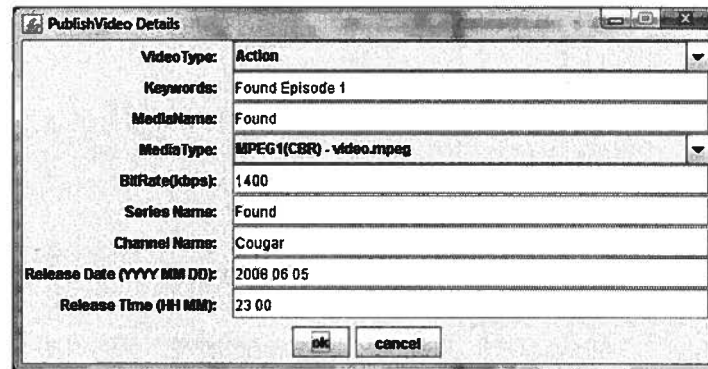 PublishVideo Details
VideoType: Action
Keywords: Found Episode 1
MediaName: Found
MediaType: MPEG1(CBR) - video.mpeg
BitRate(kbps): 1400
Series Name: Found
Channel Name: Cougar
Release Date (YYYY MM DD): 2008 06 05
Release Time (HH MM): 23 00
ok cancel